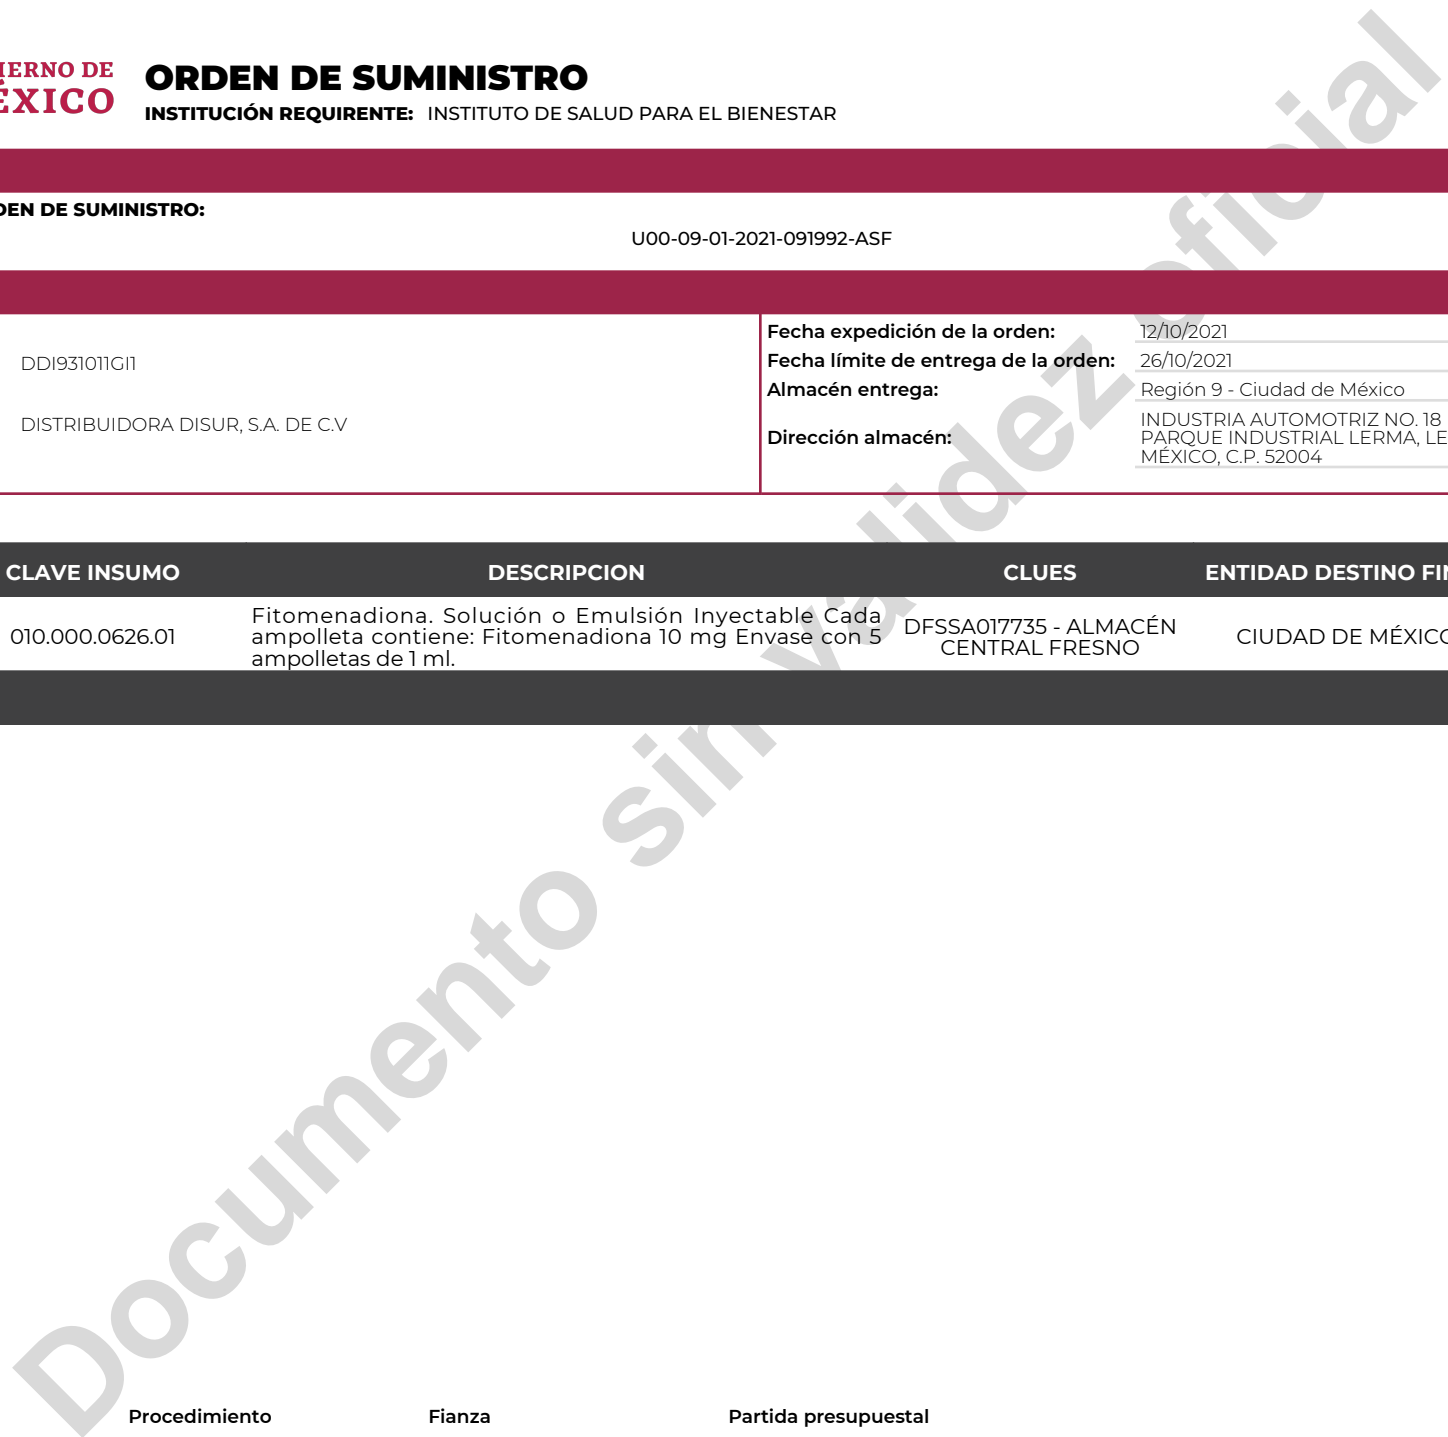 IERNO DE
ÉXICO
ORDEN DE SUMINISTRO
INSTITUCIÓN REQUIRENTE: INSTITUTO DE SALUD PARA EL BIENESTAR
DEN DE SUMINISTRO:
U00-09-01-2021-091992-ASF
DDI931011GI1
DISTRIBUIDORA DISUR, S.A. DE C.V
Fecha expedición de la orden: 12/10/2021
Fecha límite de entrega de la orden: 26/10/2021
Almacén entrega: Región 9 - Ciudad de México
Dirección almacén:
INDUSTRIA AUTOMOTRIZ NO. 18
PARQUE INDUSTRIAL LERMA, LE
MÉXICO, C.P. 52004
CLAVE INSUMO DESCRIPCION CLUES ENTIDAD DESTINO FIN
010.000.0626.01
Fitomenadiona. Solución o Emulsión Inyectable Cada
ampolleta contiene: Fitomenadiona 10 mg Envase con 5
ampolletas de 1 ml.
DFSSA017735 - ALMACÉN
CENTRAL FRESNO
CIUDAD DE MÉXICO
Documento sin validez oficial
Procedimiento Fianza Partida presupuestal